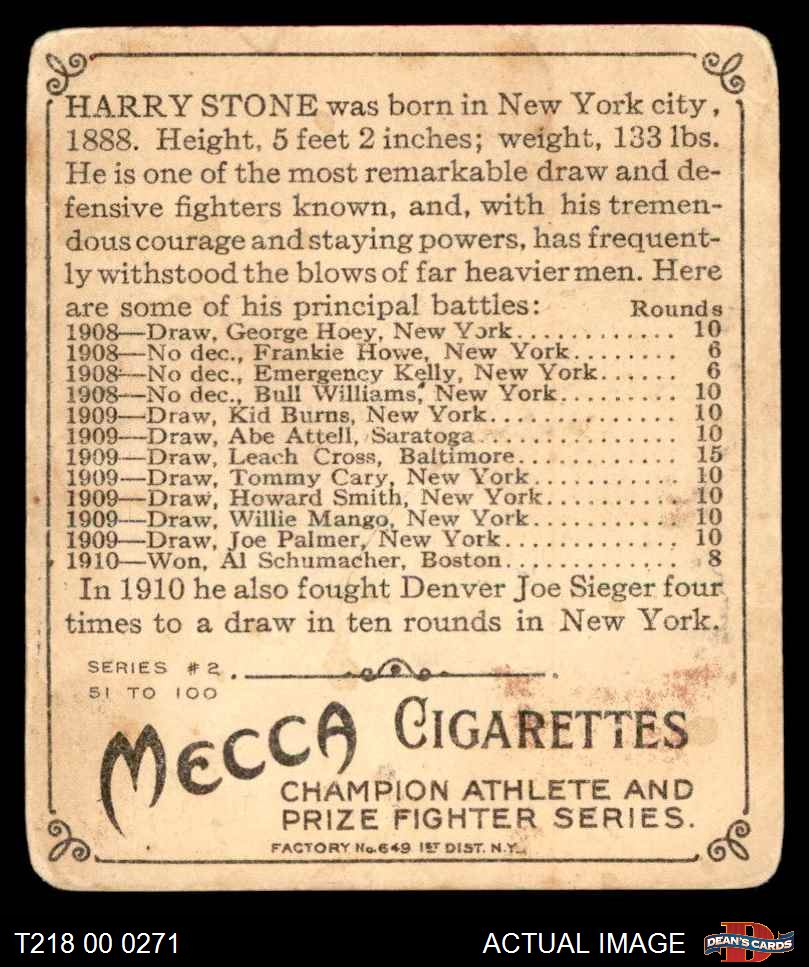 HARRY STONE was born in New York city,
1888. Height, 5 feet 2 inches; weight, 133 lbs.
He is one of the most remarkable draw and de-
fensive fighters known, and, with his tremen-
dous courage and staying powers, has frequent-
ly withstood the blows of far heavier men. Here
are some of his principal battles: Rounds
1908—Draw, George Hoey, New York............ 10
1908—No dec., Frankie Howe, New York........ 6
1908—No dec., Emergency Kelly, New York...... 6
1908—No dec., Bull Williams, New York......... 10
1909—Draw, Kid Burns, New York.............. 10
1909—Draw, Abe Attell, Saratoga............... 10
1909—Draw, Leach Cross, Baltimore............ 15
1909—Draw, Tommy Cary, New York.......... 10
1909—Draw, Howard Smith, New York.......... 10
1909—Draw, Willie Mango, New York........... 10
1909—Draw, Joe Palmer, New York............. 10
1910—Won, Al Schumacher, Boston............. 8
In 1910 he also fought Denver Joe Sieger four
times to a draw in ten rounds in New York.
SERIES #2.
51 TO 100
MECCA CIGARETTES
CHAMPION ATHLETE AND
PRIZE FIGHTER SERIES.
FACTORY No. 649 1ST DIST. N.Y.
T218 00 0271 ACTUAL IMAGE D DEAN'S CARDS